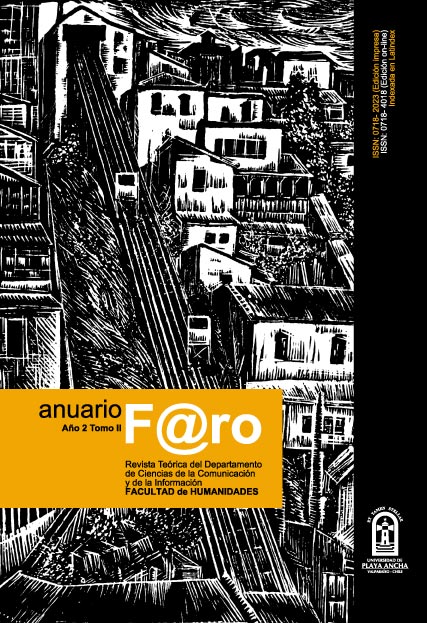 ISSN: 0718- 2023 (Edición impresa)
ISSN: 0718- 4018 (Edición on-line)
Indexada en Latindex
anuario
Año 2 Tomo II
F@ro
Revista Teórica del Departamento
de Ciencias de la Comunicación
y de la Información
FACULTAD de HUMANIDADES
UNIVERSIDAD DE
PLAYA ANCHA
VALPARAÍSO - CHILE